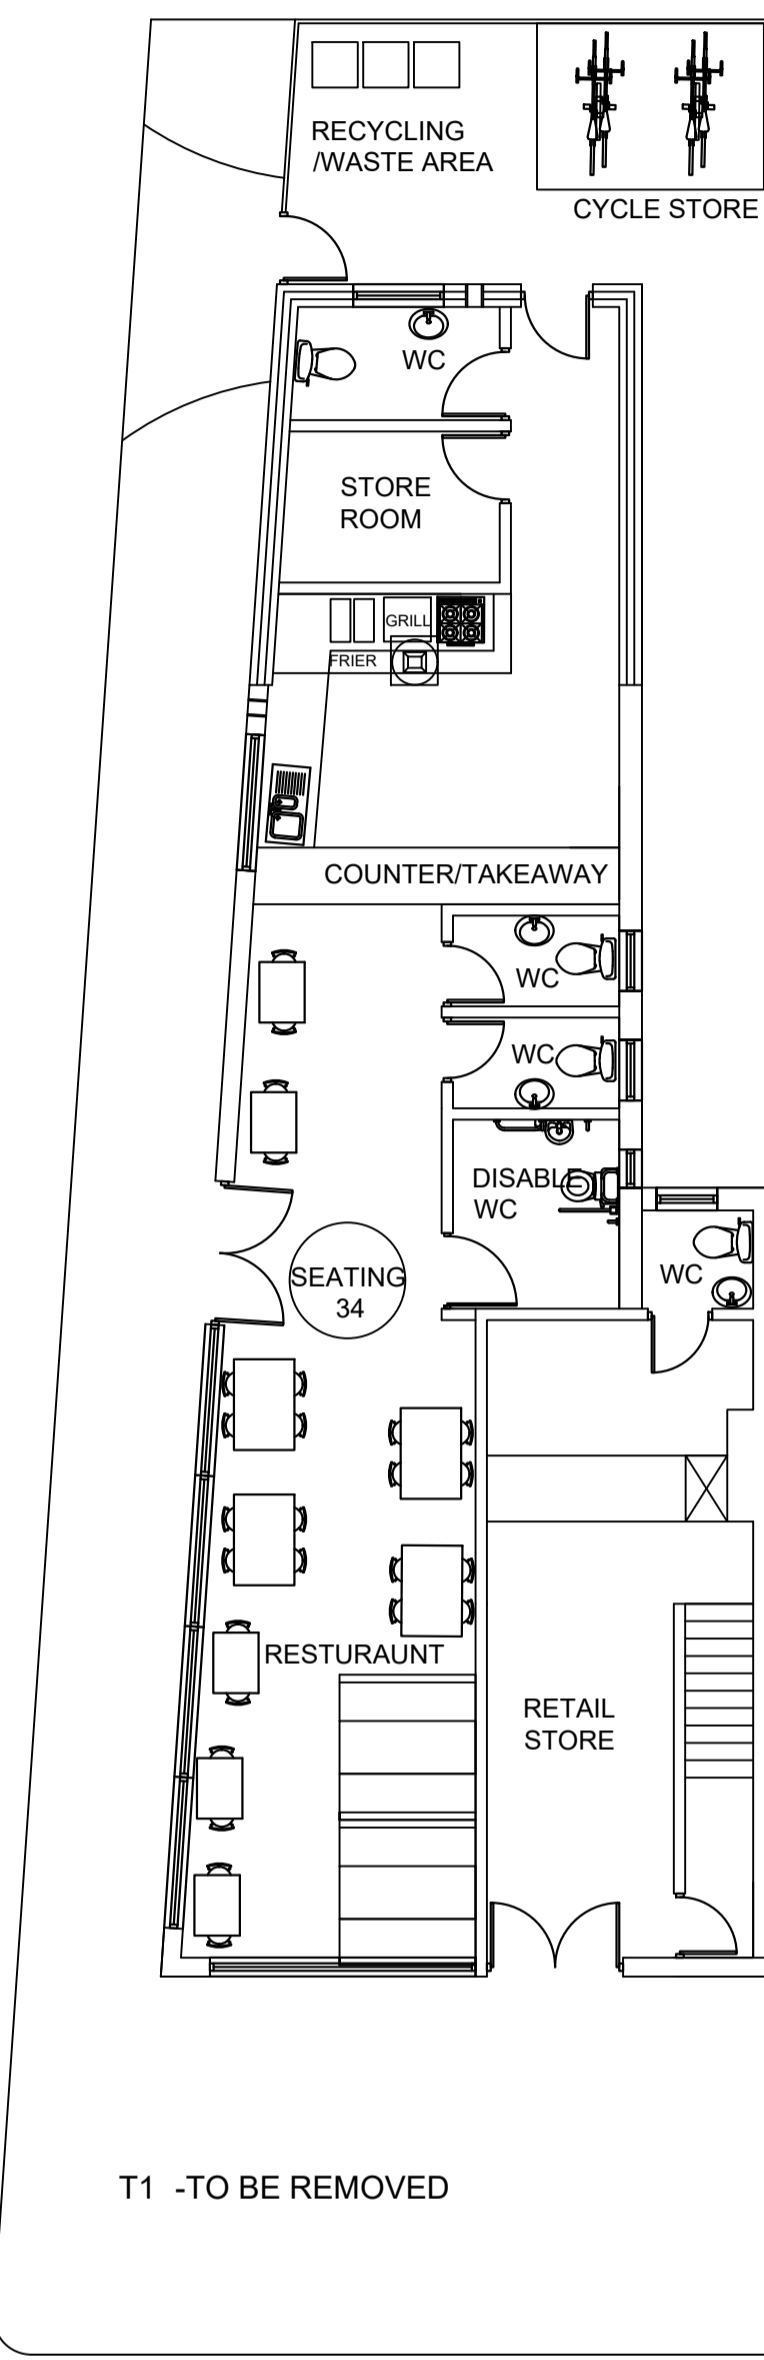 RECYCLING
/WASTE AREA
CYCLE STORE
WC
STORE
ROOM
GRILL
FRIER
COUNTER/TAKEAWAY
WC
WC
DISABLE
WC
WC
SEATING
34
RESTURAUNT
RETAIL
STORE
T1 -TO BE REMOVED